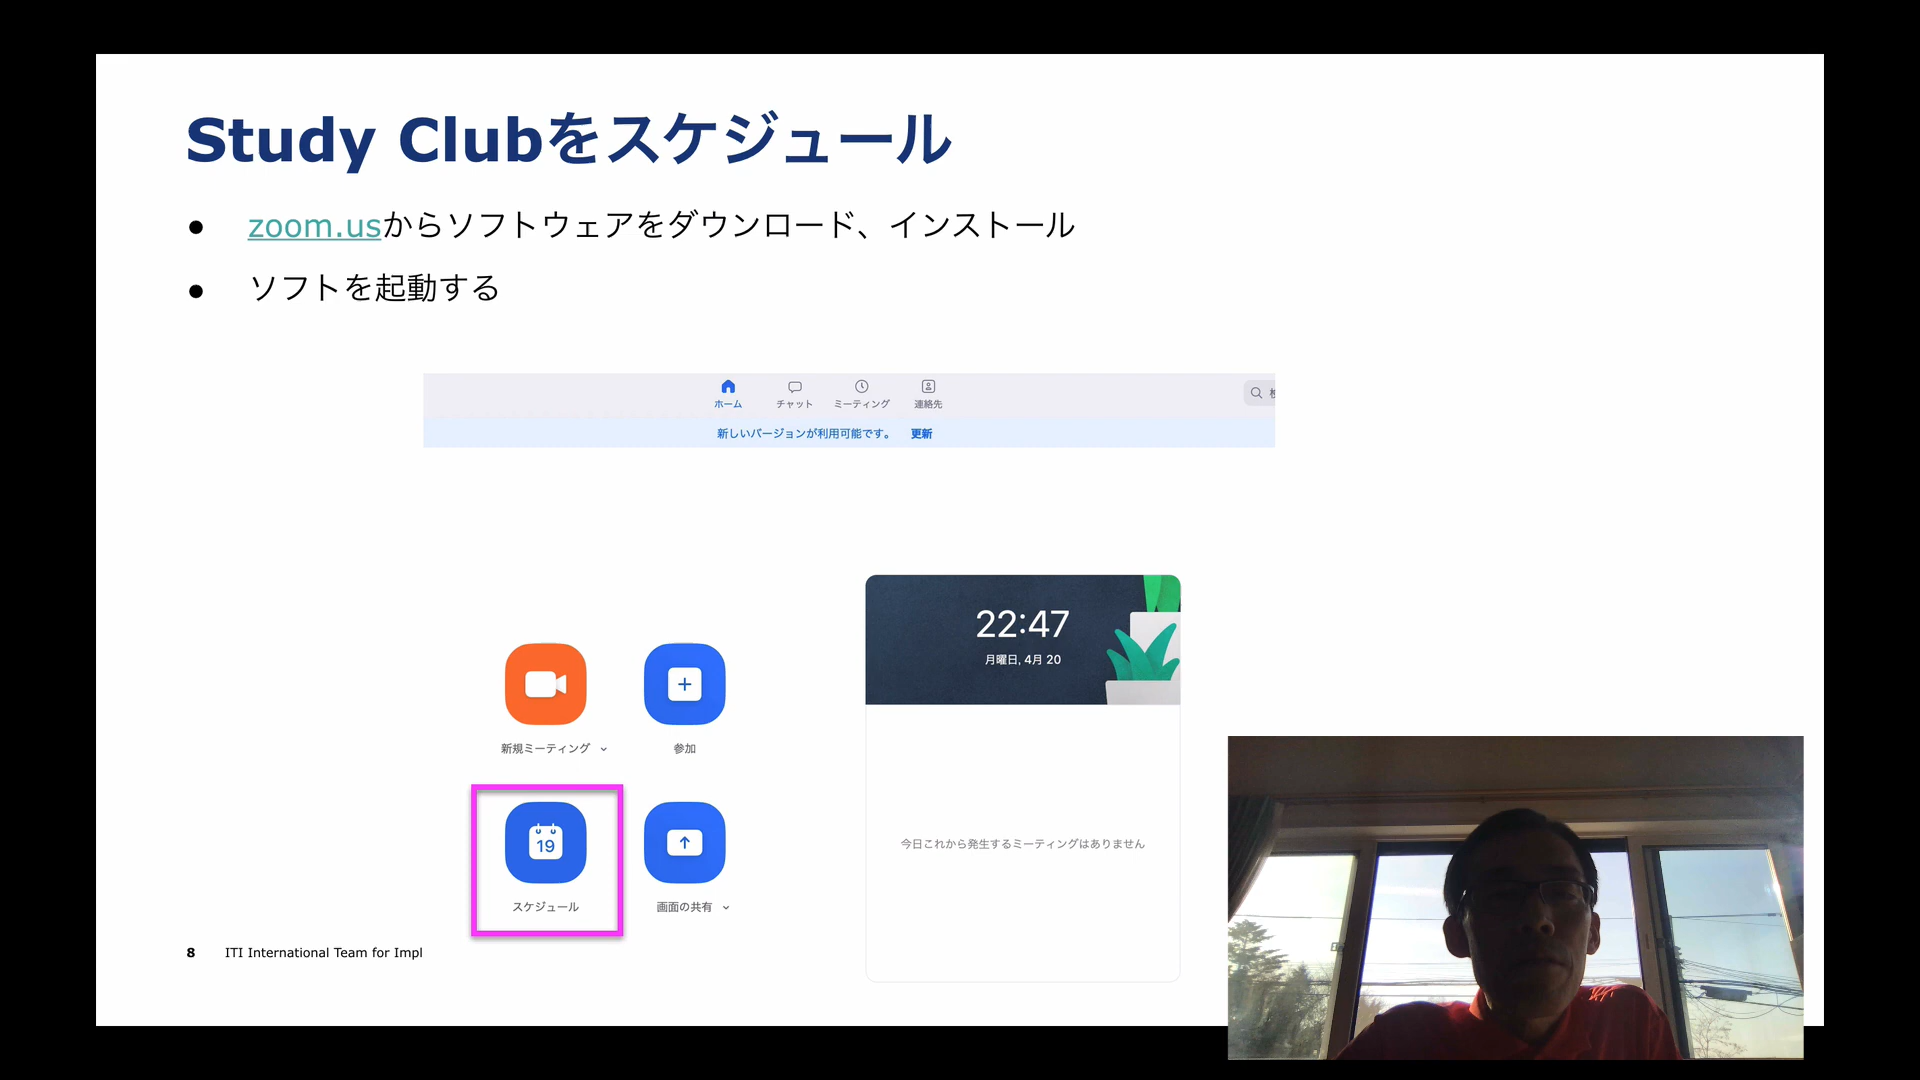 Study Clubをスケジュール
● zoom.usからソフトウェアをダウンロード、インストール
● ソフトを起動する
ホーム チャット ミーティング 連絡先
新しいバージョンが利用可能です。 更新
22:47
月曜日, 4月 20
新規ミーティング 参加
今日これから発生するミーティングはありません
19
スケジュール 画面の共有
8 ITI International Team for Impl